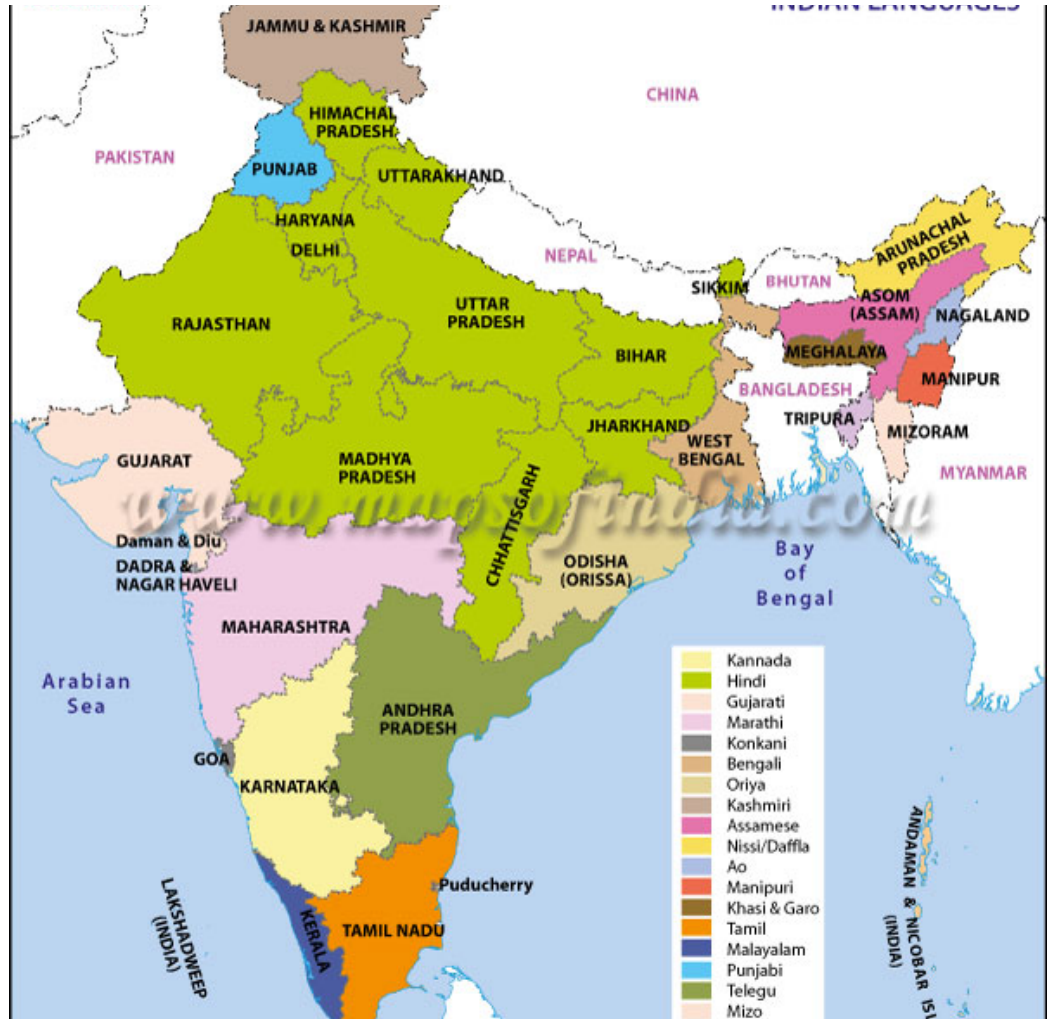 INDIAN LANGUAGES
JAMMU & KASHMIR
CHINA
HIMACHAL
PRADESH
PAKISTAN
PUNJAB
UTTARAKHAND
HARYANA
DELHI
NEPAL
ARUNACHAL
PRADESH
SIKKIM
BHUTAN
ASOM
(ASSAM)
NAGALAND
RAJASTHAN
UTTAR
PRADESH
BIHAR
MEGHALAYA
MANIPUR
BANGLADESH
TRIPURA
MIZORAM
JHARKHAND
WEST
BENGAL
GUJARAT
MADHYA
PRADESH
MYANMAR
www.mapsofindia.com
CHHATTISGARH
Daman & Diu
DADRA &
NAGAR HAVELI
ODISHA
(ORISSA)
Bay
of
Bengal
MAHARASHTRA
Arabian
Sea
ANDHRA
PRADESH
GOA
KARNATAKA
Puducherry
LAKSHADWEEP
(INDIA)
KERALA
TAMIL NADU
Kannada
Hindi
Gujarati
Marathi
Konkani
Bengali
Oriya
Kashmiri
Assamese
Nissi/Daffla
Ao
Manipuri
Khasi & Garo
Tamil
Malayalam
Punjabi
Telegu
Mizo
ANDAMAN & NICOBAR
(INDIA)